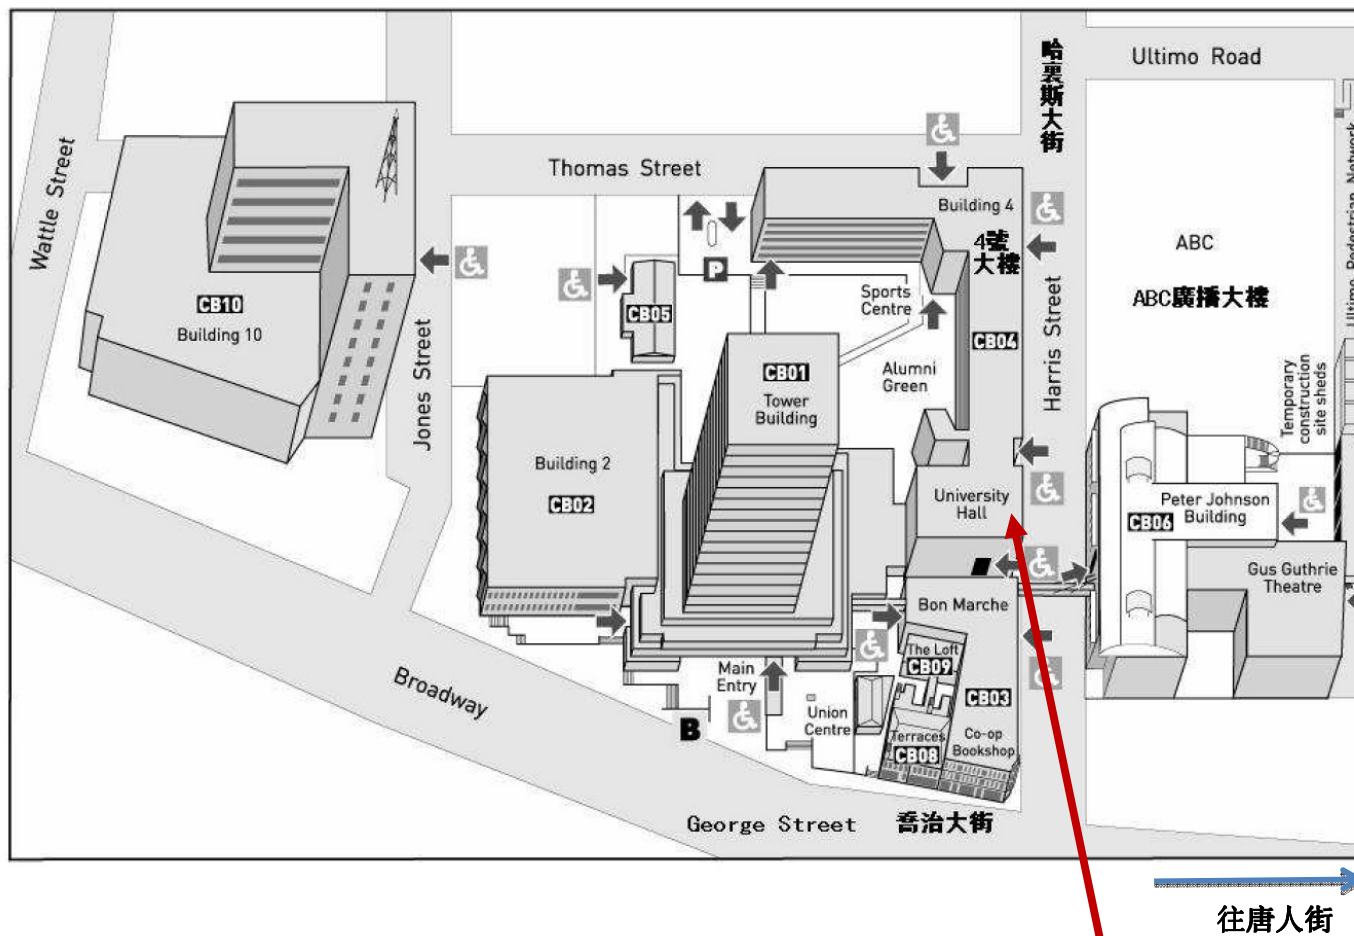 Ultimo Road
哈裏斯大街
Thomas Street
Wattle Street
Building 4
4號
大樓
ABC
ABC廣播大樓
Ultimo Pedestrian Network
P
Sports
Centre
CB10
Building 10
CB05
CB04
Harris Street
Jones Street
CB01
Tower
Building
Alumni
Green
Temporary
construction
site sheds
Building 2
CB02
University
Hall
Peter Johnson
Building
CB06
Gus Guthrie
Theatre
Bon Marche
The Loft
CB09
Main
Entry
Broadway
B
Union
Centre
CB03
Terraces
CB08
Co-op
Bookshop
George Street
喬治大街
往唐人街